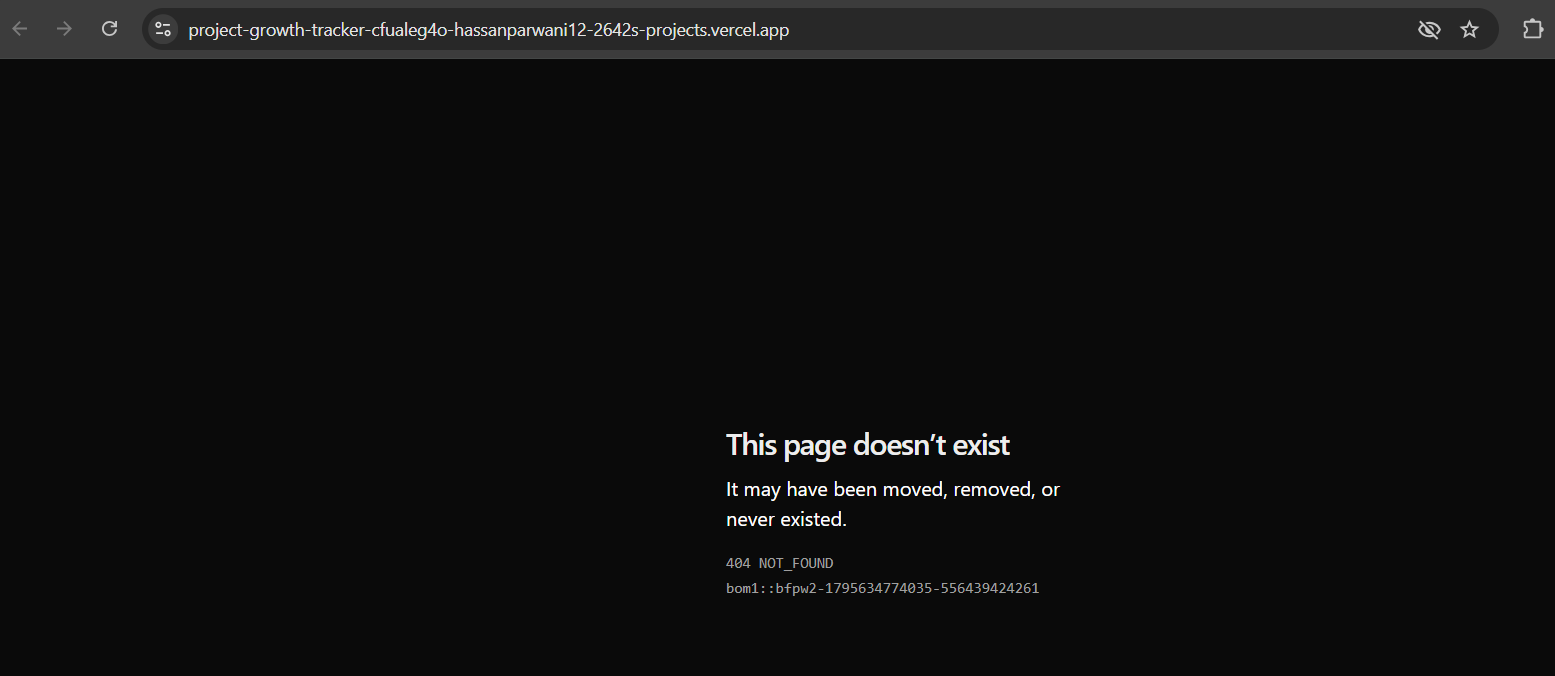 project-growth-tracker-cfualeg4o-hassanparwani12-2642s-projects.vercel.app
This page doesn’t exist
It may have been moved, removed, or
never existed.
404 NOT_FOUND
bom1::bfpw2-1795634774035-556439424261